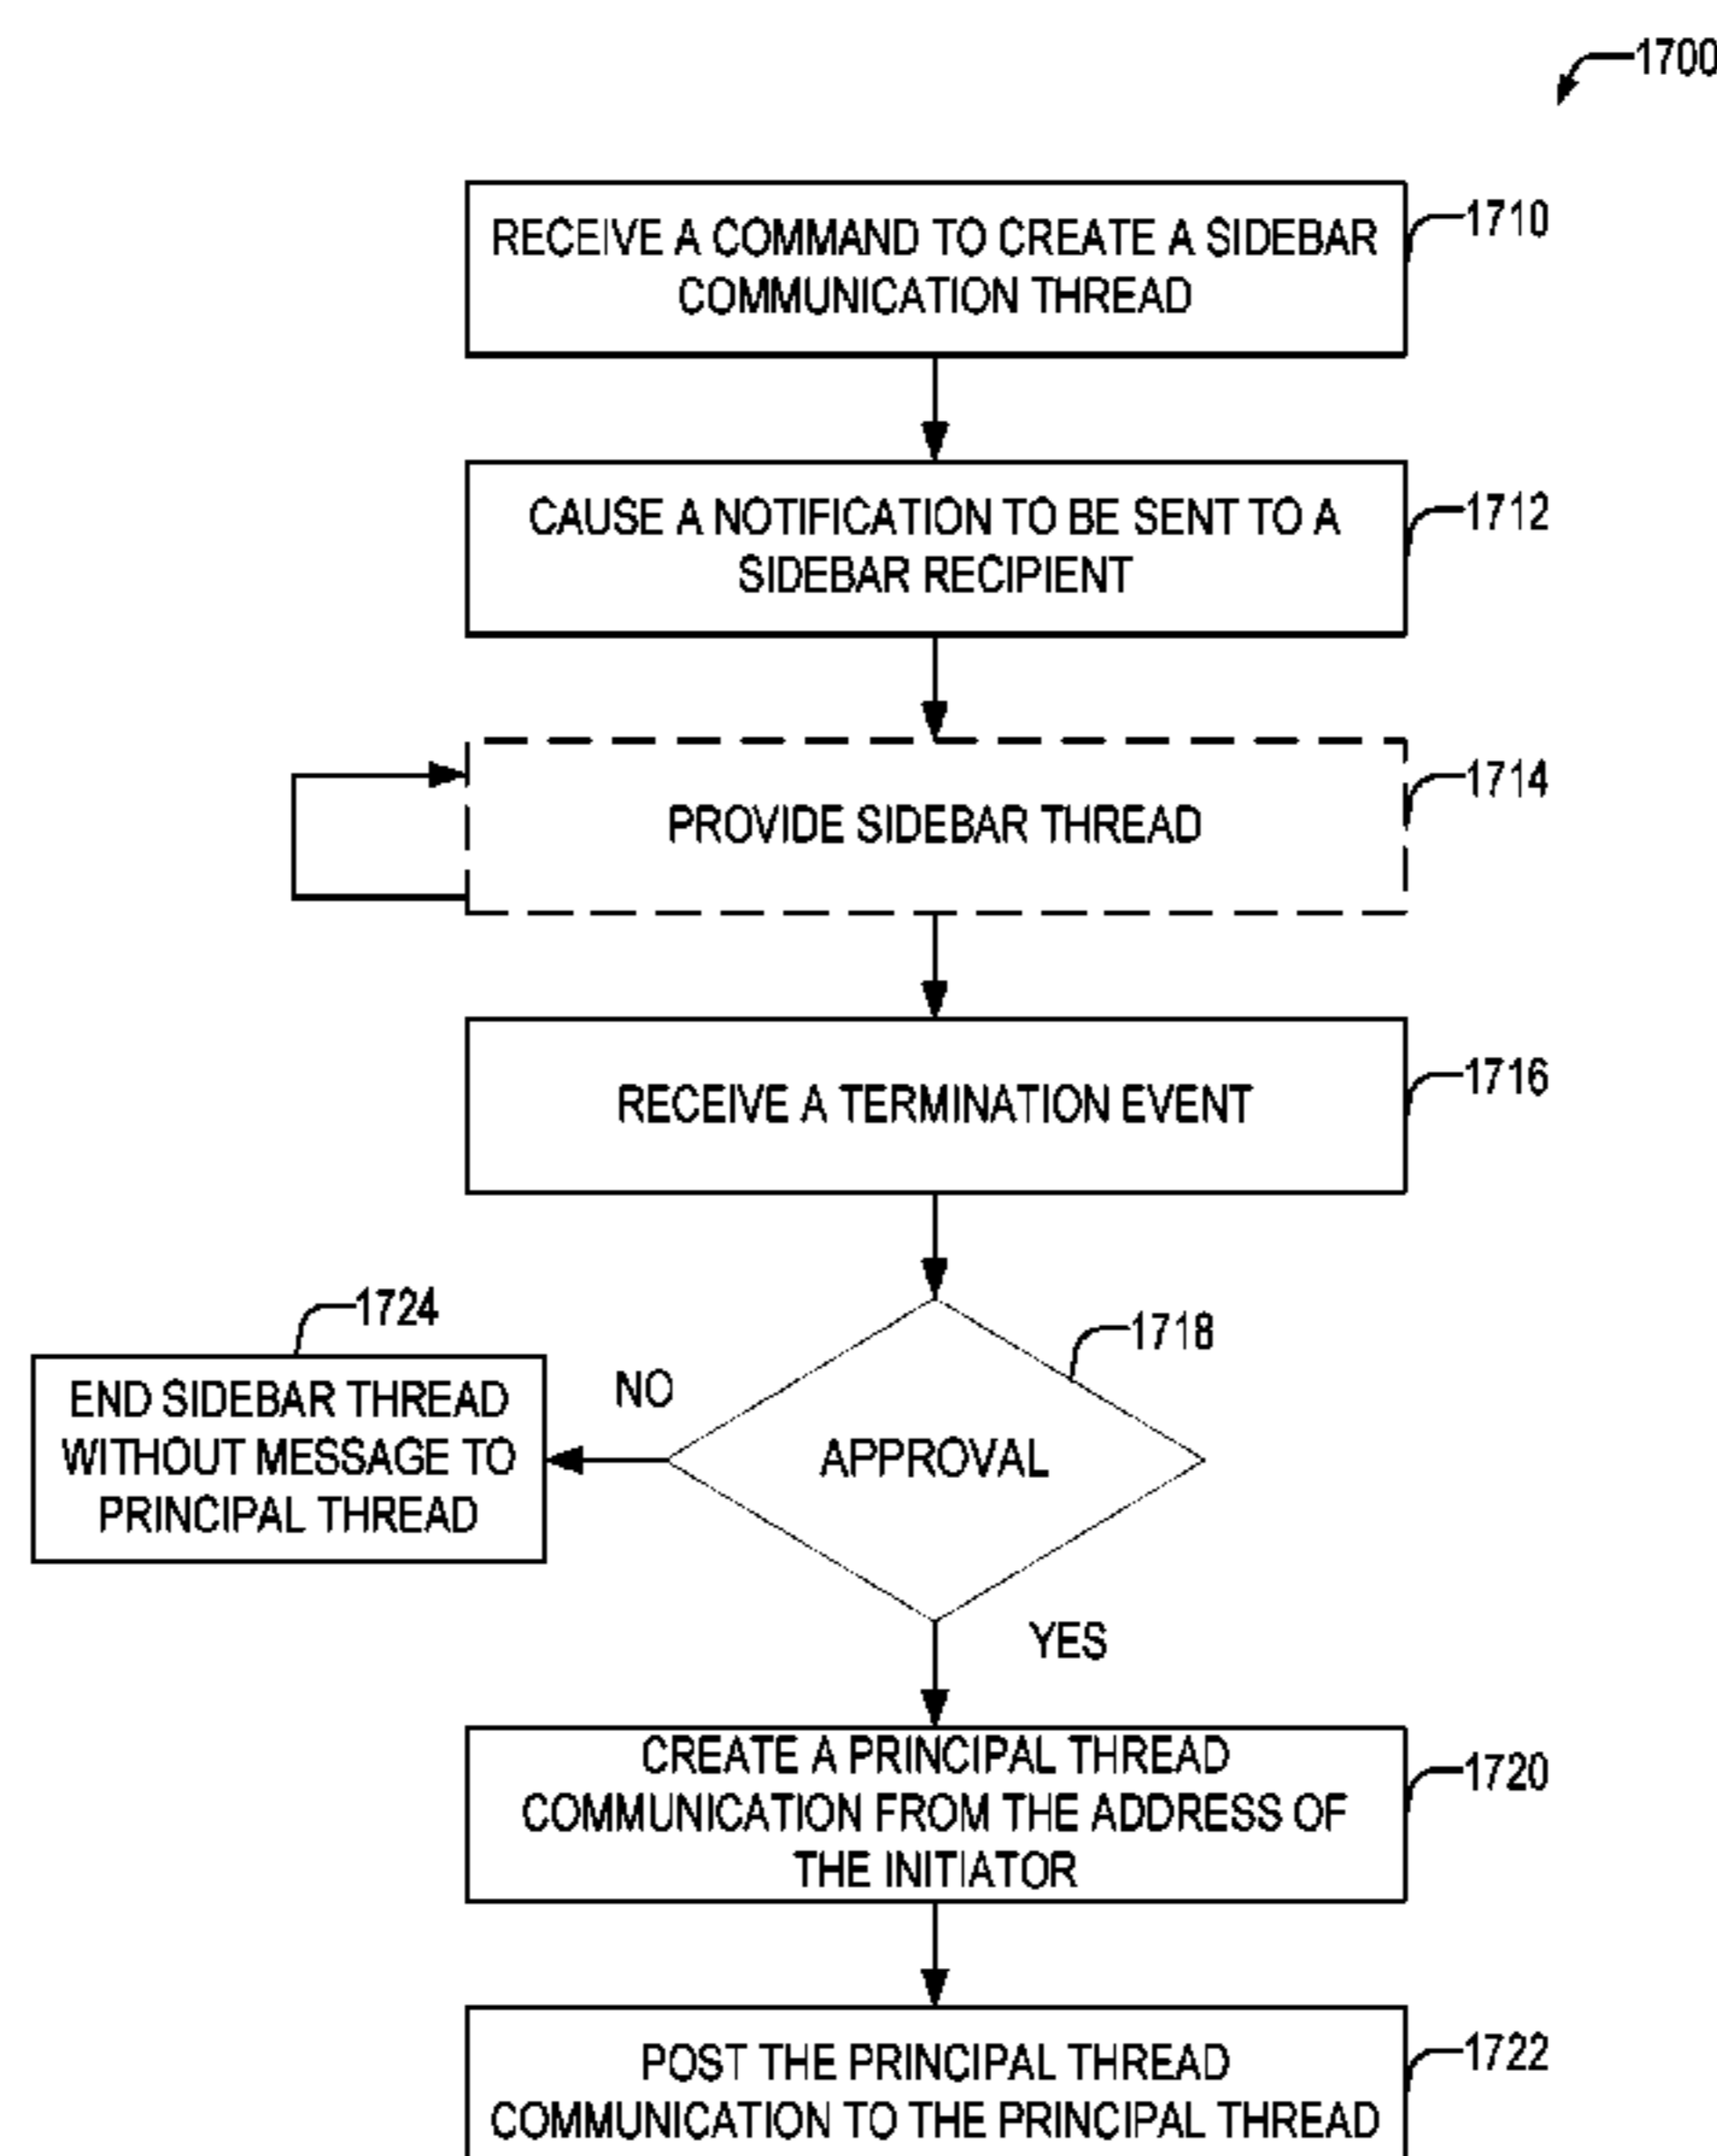 1700
RECEIVE A COMMAND TO CREATE A SIDEBAR
COMMUNICATION THREAD
1710
CAUSE A NOTIFICATION TO BE SENT TO A
SIDEBAR RECIPIENT
1712
PROVIDE SIDEBAR THREAD
1714
RECEIVE A TERMINATION EVENT
1716
1724
END SIDEBAR THREAD
WITHOUT MESSAGE TO
PRINCIPAL THREAD
NO
APPROVAL
1718
YES
CREATE A PRINCIPAL THREAD
COMMUNICATION FROM THE ADDRESS OF
THE INITIATOR
1720
POST THE PRINCIPAL THREAD
COMMUNICATION TO THE PRINCIPAL THREAD
1722